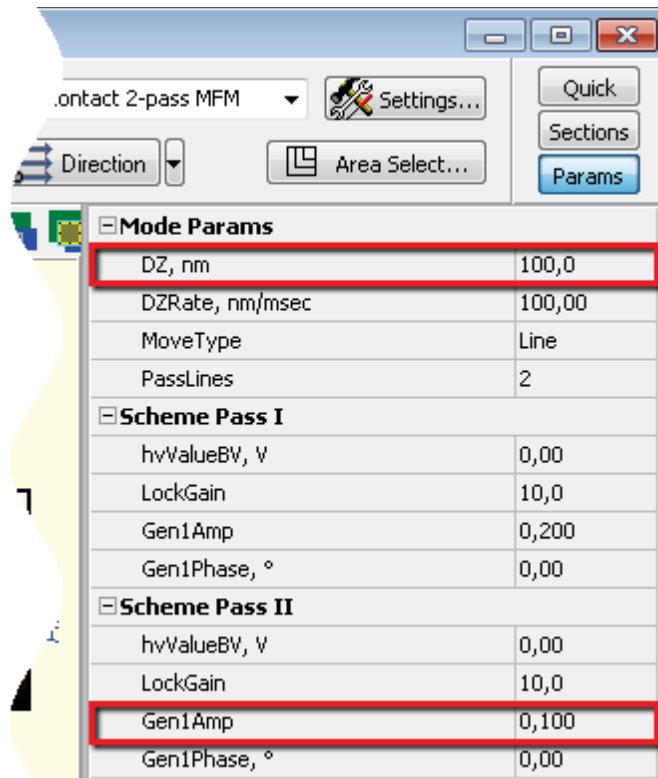 ontact 2-pass MFM Settings... Quick
Sections
Direction Area Select... Params
Mode Params
DZ, nm 100,0
DZRate, nm/msec 100,00
MoveType Line
PassLines 2
Scheme Pass I
hvValueBV, V 0,00
LockGain 10,0
Gen1Amp 0,200
Gen1Phase, ° 0,00
Scheme Pass II
hvValueBV, V 0,00
LockGain 10,0
Gen1Amp 0,100
Gen1Phase, ° 0,00